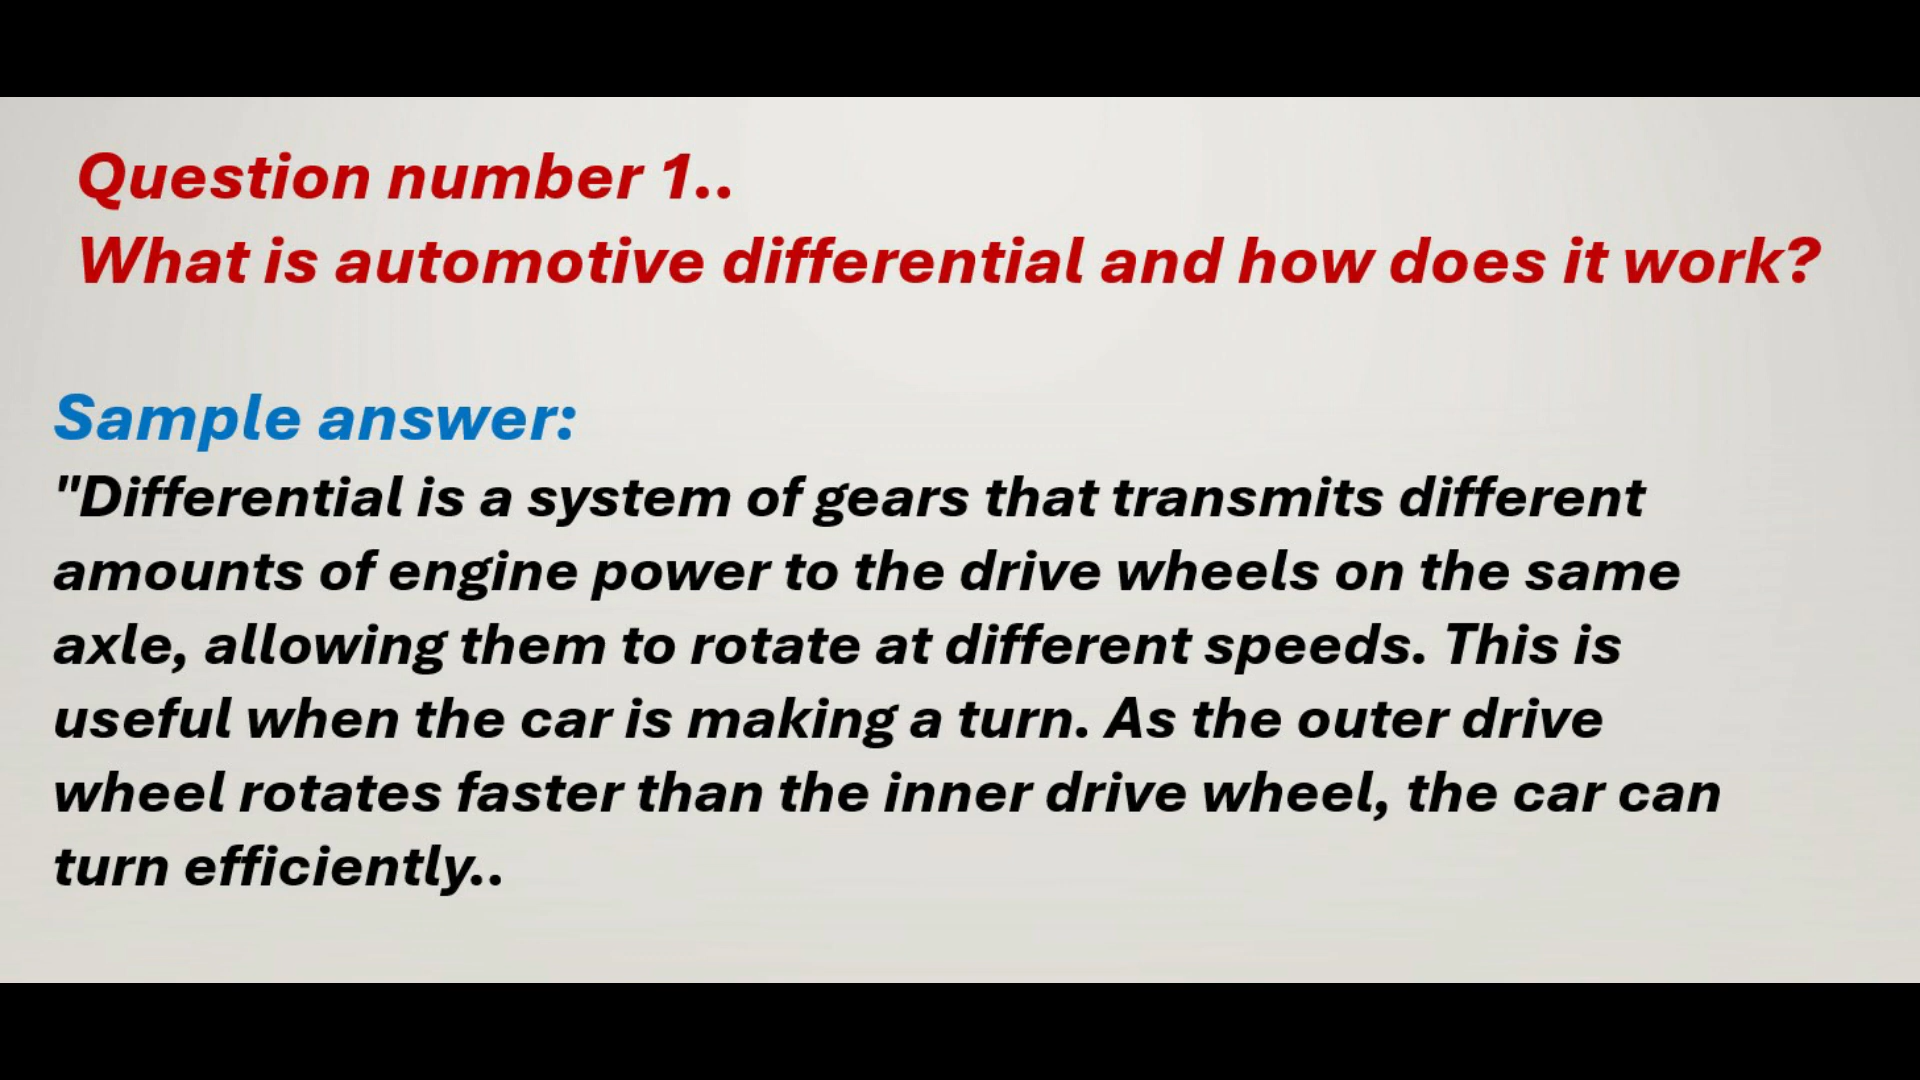 Question number 1..
What is automotive differential and how does it work?
Sample answer:
"Differential is a system of gears that transmits different
amounts of engine power to the drive wheels on the same
axle, allowing them to rotate at different speeds. This is
useful when the car is making a turn. As the outer drive
wheel rotates faster than the inner drive wheel, the car can
turn efficiently..